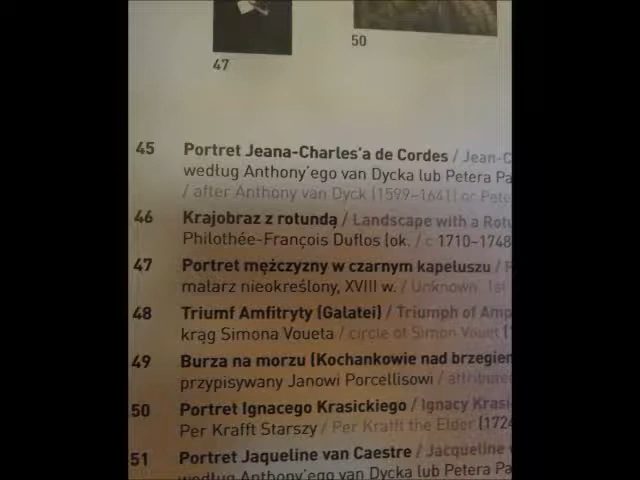 47
50
45 Portret Jeana-Charles'a de Cordes / Jean-C
według Anthony'ego van Dycka lub Petera Pa
/ after Anthony van Dyck (1599–1641) or Pete
46 Krajobraz z rotundą / Landscape with a Rotu
Philothée-François Duflos (ok. / c 1710–1748
47 Portret mężczyzny w czarnym kapeluszu /
malarz nieokreślony, XVIII w. / Unknown, 1st
48 Triumf Amfitryty (Galatei) / Triumph of Amp
krąg Simona Voueta / circle of Simon Vouet (
49 Burza na morzu (Kochankowie nad brzegiem
przypisywany Janowi Porcellisowi / attribute
50 Portret Ignacego Krasickiego / Ignacy Krasi
Per Krafft Starszy / Per Krafft the Elder (172
51 Portret Jaqueline van Caestre / Jacqueline
według Anthony'ego van Dycka lub Petera Pa